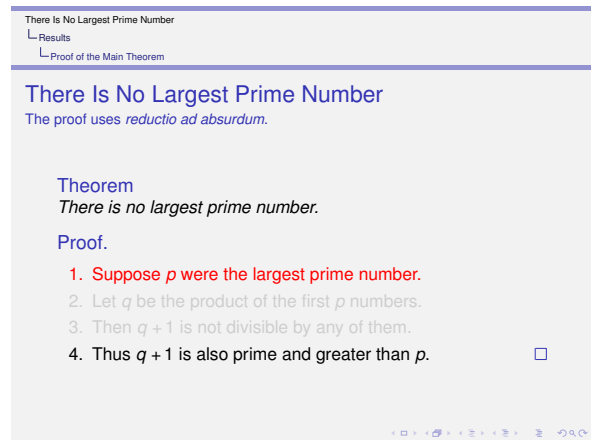 There Is No Largest Prime Number
Results
Proof of the Main Theorem
There Is No Largest Prime Number
The proof uses reductio ad absurdum.
Theorem
There is no largest prime number.
Proof.
1. Suppose p were the largest prime number.
2. Let q be the product of the first p numbers.
3. Then q + 1 is not divisible by any of them.
4. Thus q + 1 is also prime and greater than p. □